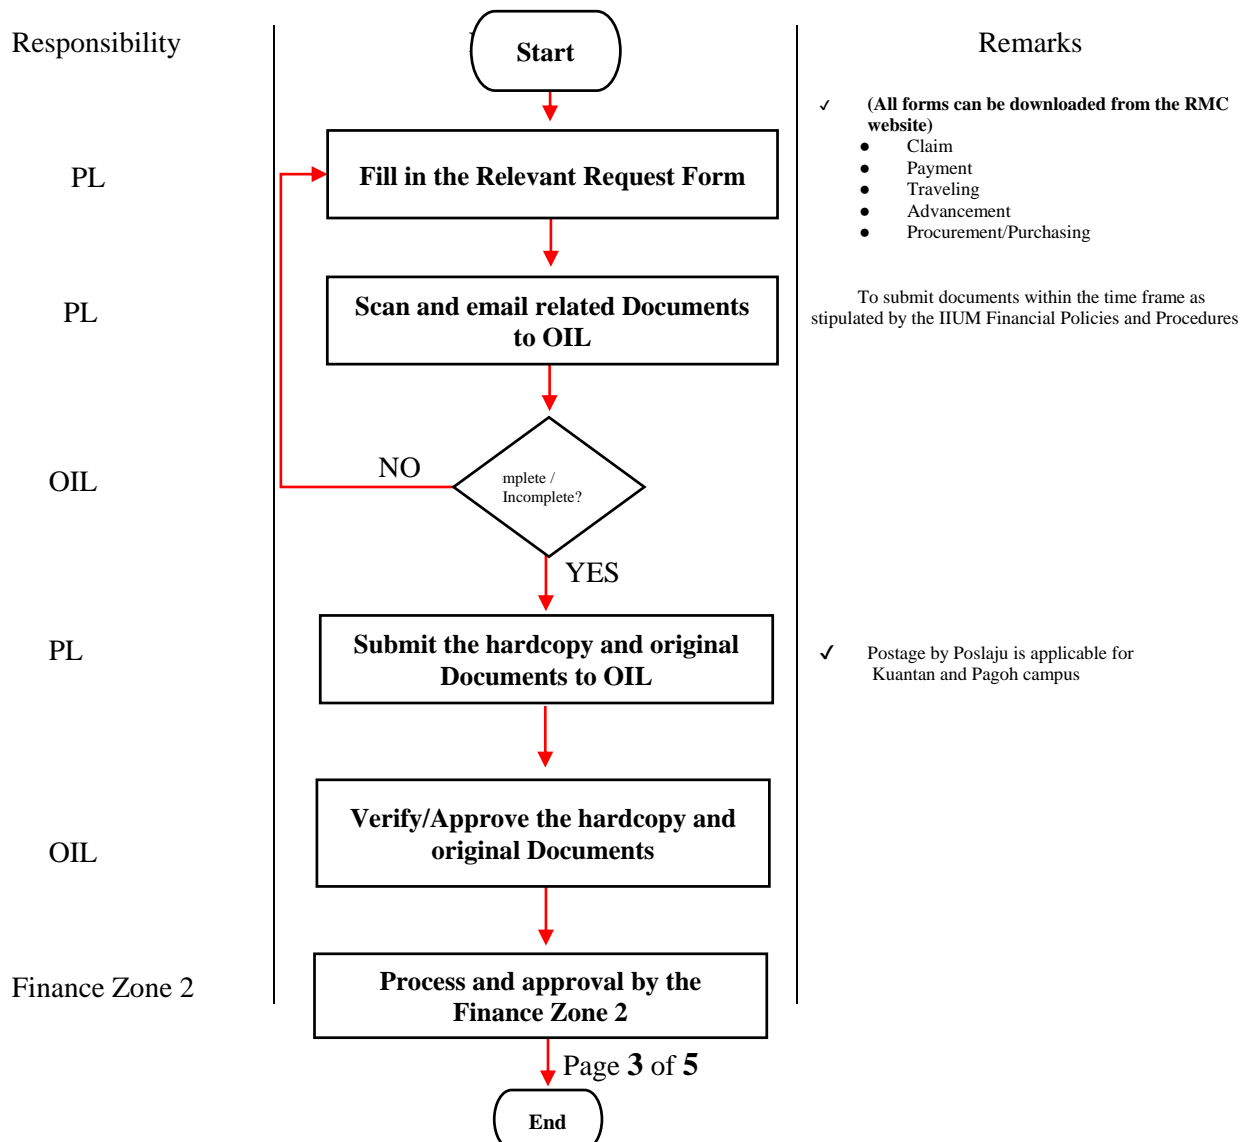 Responsibility
Start
Remarks
✓ (All forms can be downloaded from the RMC
website)
● Claim
● Payment
● Traveling
● Advancement
● Procurement/Purchasing
PL
Fill in the Relevant Request Form
PL
Scan and email related Documents
to OIL
To submit documents within the time frame as
stipulated by the IIUM Financial Policies and Procedures
OIL
NO
mplete /
Incomplete?
YES
PL
Submit the hardcopy and original
Documents to OIL
✓ Postage by Poslaju is applicable for
Kuantan and Pagoh campus
OIL
Verify/Approve the hardcopy and
original Documents
Finance Zone 2
Process and approval by the
Finance Zone 2
Page 3 of 5
End